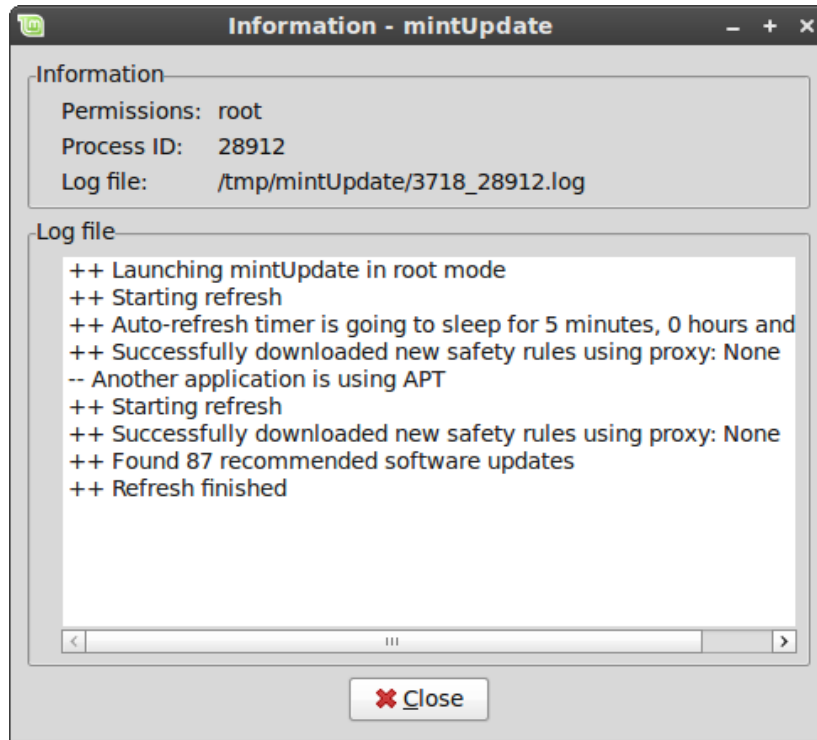 Information - mintUpdate
Information
Permissions: root
Process ID: 28912
Log file: /tmp/mintUpdate/3718_28912.log
Log file
++ Launching mintUpdate in root mode
++ Starting refresh
++ Auto-refresh timer is going to sleep for 5 minutes, 0 hours and
++ Successfully downloaded new safety rules using proxy: None
-- Another application is using APT
++ Starting refresh
++ Successfully downloaded new safety rules using proxy: None
++ Found 87 recommended software updates
++ Refresh finished
Close